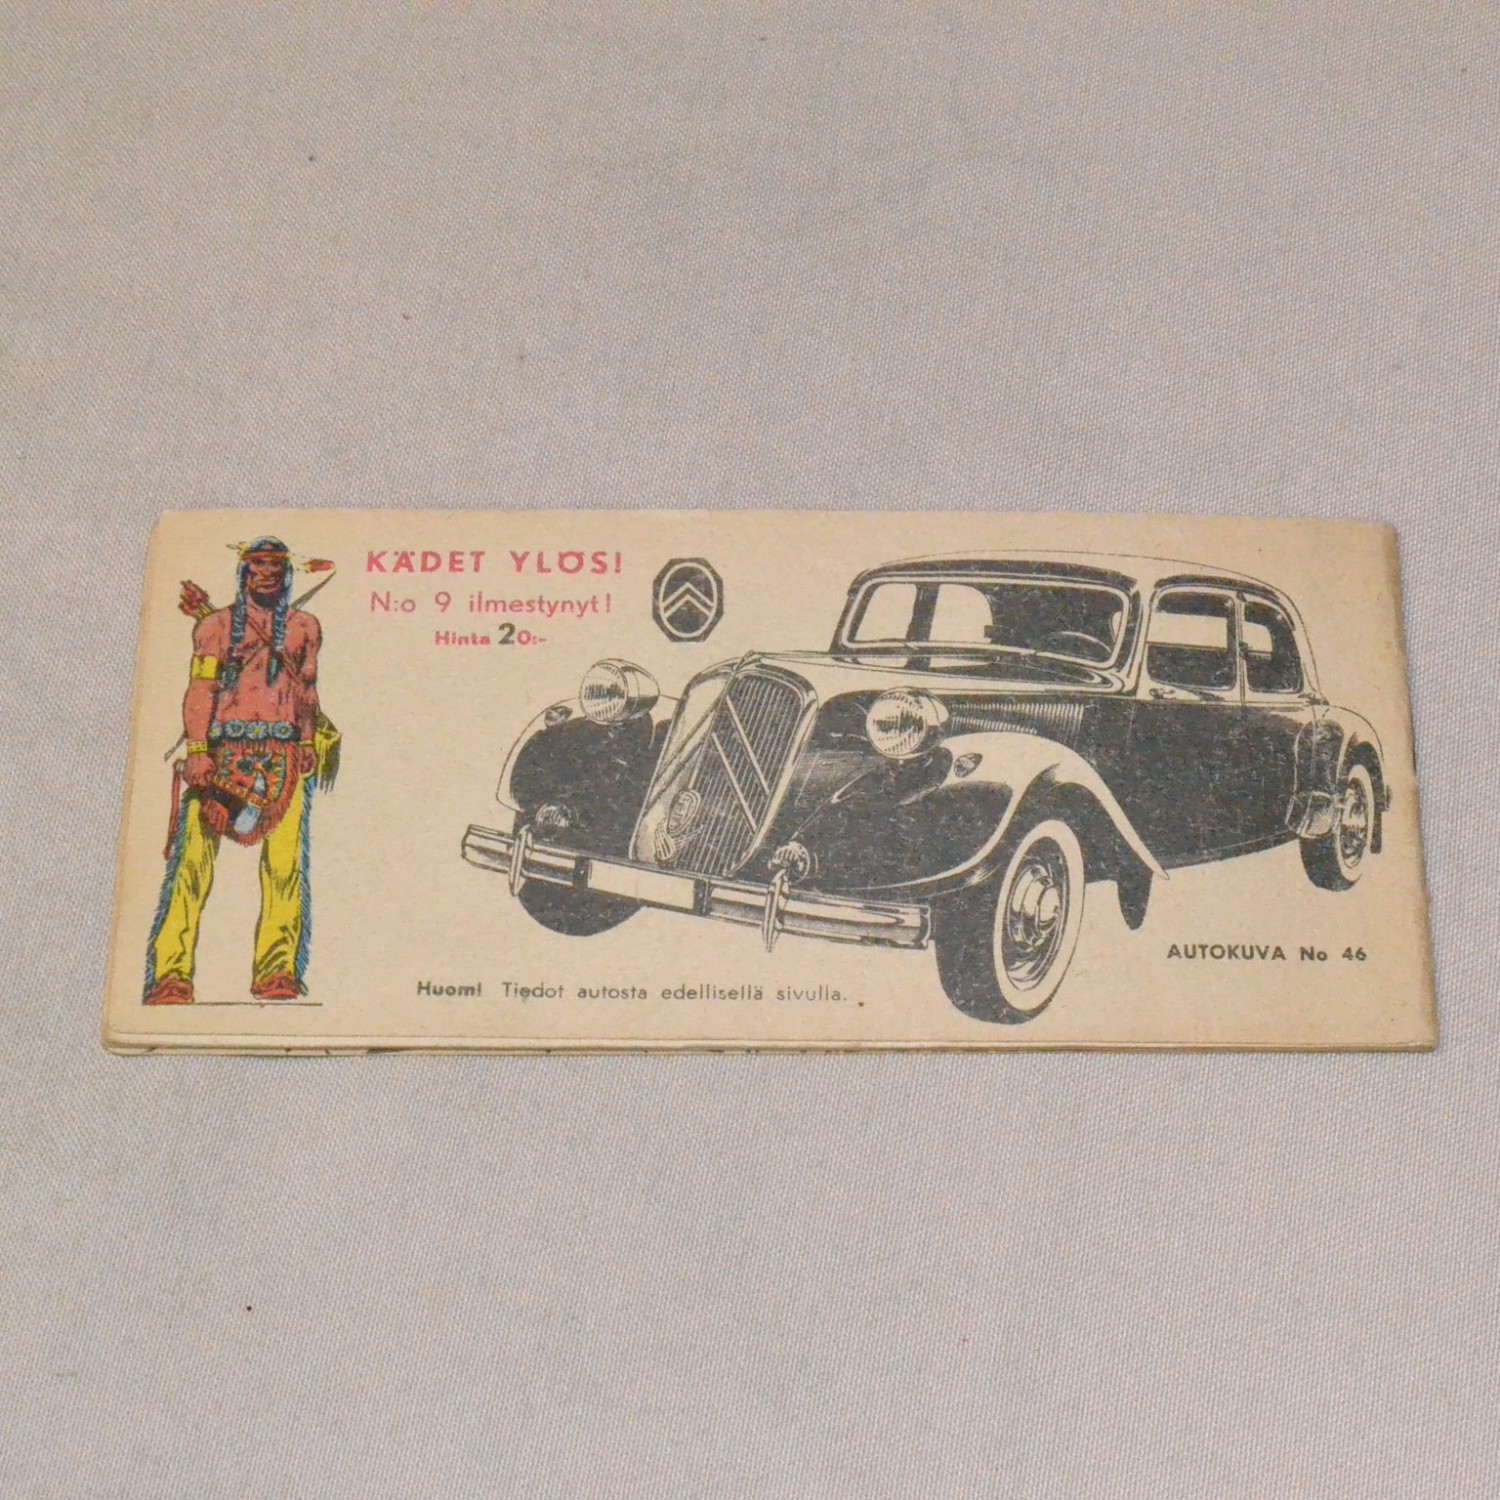 KÄDET YLÖS!
N:o 9 ilmestynyt!
Hinta 20:-
AUTOKUVA No 46
Huom! Tiedot autosta edellisellä sivulla.